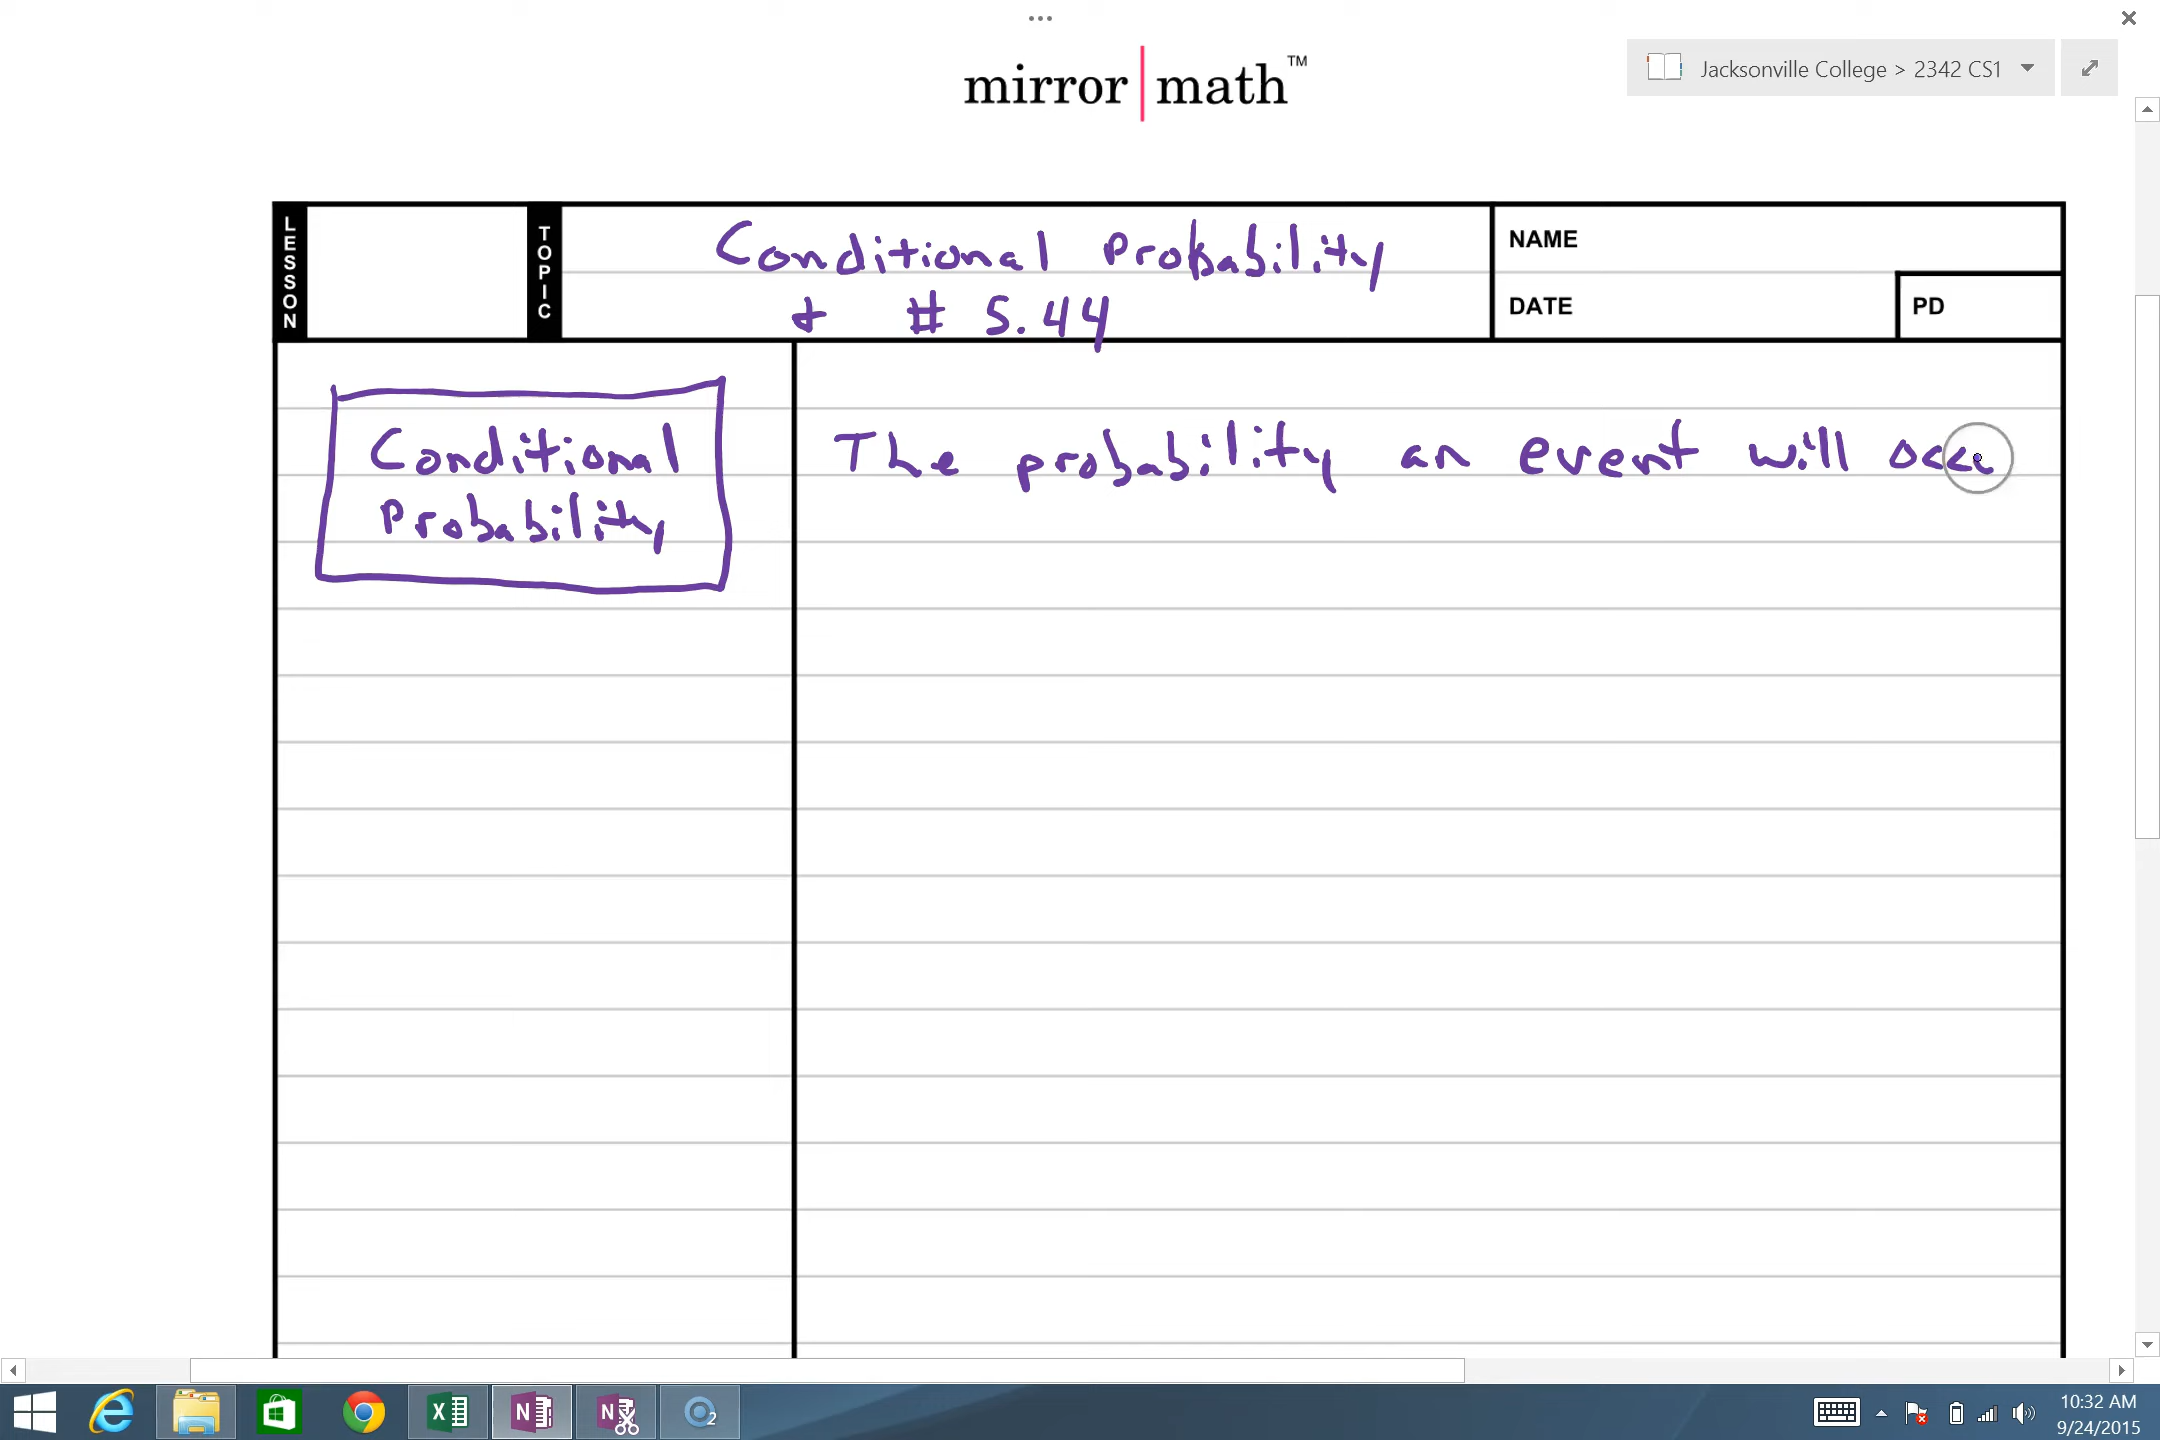 mirror | math™
Jacksonville College > 2342 CS1
LESSON
TOPIC
Conditional Probability
+ # 5.44
NAME
DATE
PD
Conditional
Probability
The probability an event will occu
10:32 AM
9/24/2015